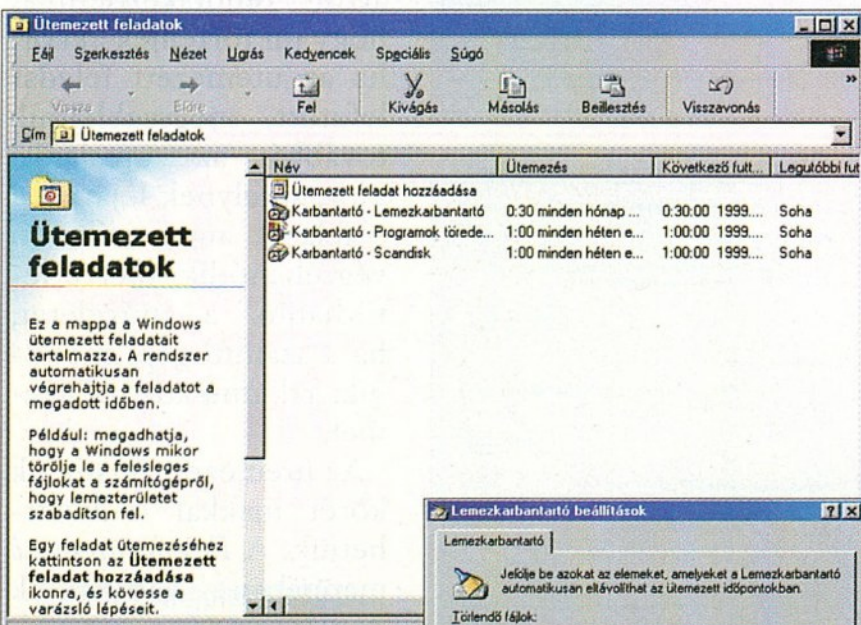 Ütemezett feladatok
Fájl Szerkesztés Nézet Ugrás Kedvencek Speciális Súgó
Vissza Előre Fel Kivágás Másolás Beillesztés Visszavonás »
Cím Ütemezett feladatok
Név Ütemezés Következő futt... Legutóbbi fut
Ütemezett feladat hozzáadása
Karbantartó - Lemezkarbantartó 0:30 minden hónap ... 0:30:00 1999.... Soha
Karbantartó - Programok törede... 1:00 minden héten e... 1:00:00 1999.... Soha
Karbantartó - Scandisk 1:00 minden héten e... 1:00:00 1999.... Soha
Ütemezett
feladatok
Ez a mappa a Windows
ütemezett feladatait
tartalmazza. A rendszer
automatikusan
végrehajtja a feladatot a
megadott időben.
Például: megadhatja,
hogy a Windows mikor
törölje le a felesleges
fájlokat a számítógépről,
hogy lemezterületet
szabadítson fel.
Egy feladat ütemezéséhez
kattintson az Ütemezett
feladat hozzáadása
ikonra, és kövesse a
varázsló lépéseit.
Lemezkarbantartó beállítások
Lemezkarbantartó
Jelölje be azokat az elemeket, amelyeket a Lemezkarbantartó
automatikusan eltávolíthat az ütemezett időpontokban.
Törlendő fájlok: